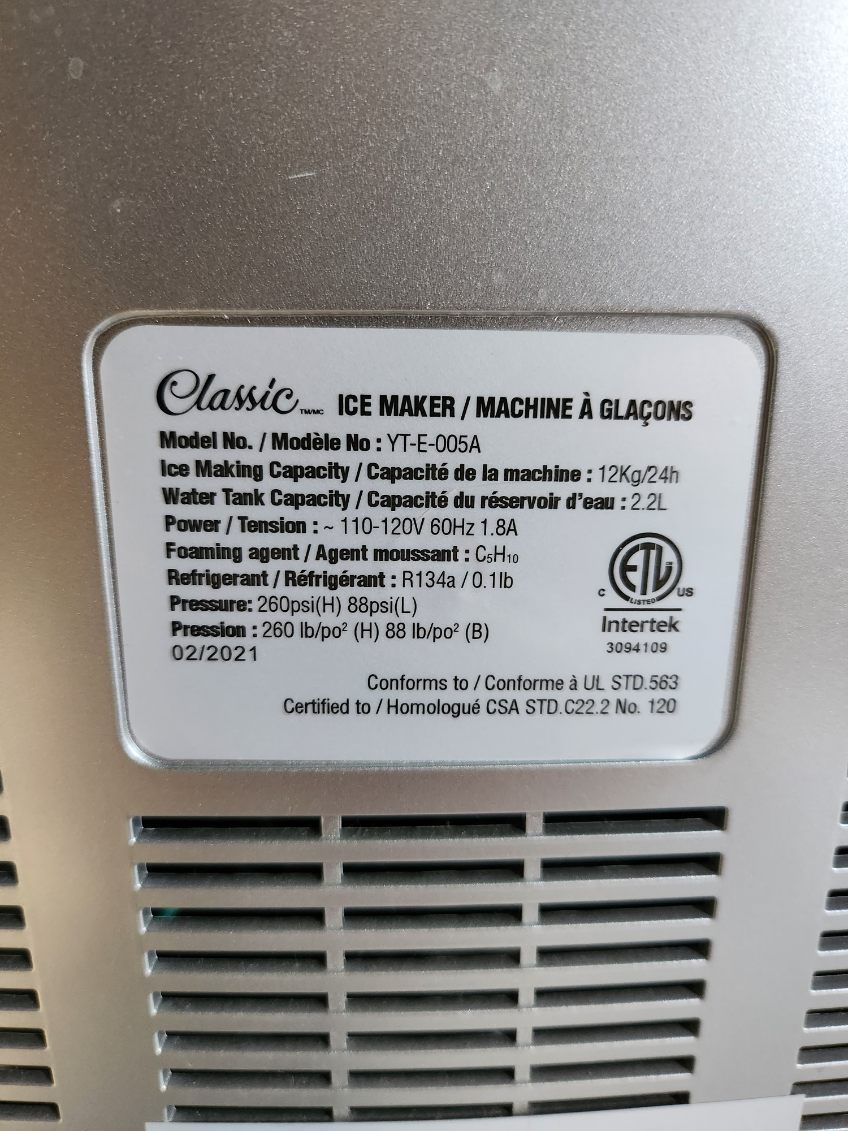 Classic TM/MC ICE MAKER / MACHINE À GLAÇONS
Model No. / Modèle No : YT-E-005A
Ice Making Capacity / Capacité de la machine : 12Kg/24h
Water Tank Capacity / Capacité du réservoir d'eau : 2.2L
Power / Tension : ~ 110-120V 60Hz 1.8A
Foaming agent / Agent moussant : C₅H₁₀
Refrigerant / Réfrigérant : R134a / 0.1lb
Pressure: 260psi(H) 88psi(L)
Pression : 260 lb/po² (H) 88 lb/po² (B)
02/2021
ETL
LISTED
C US
Intertek
3094109
Conforms to / Conforme à UL STD.563
Certified to / Homologué CSA STD.C22.2 No. 120